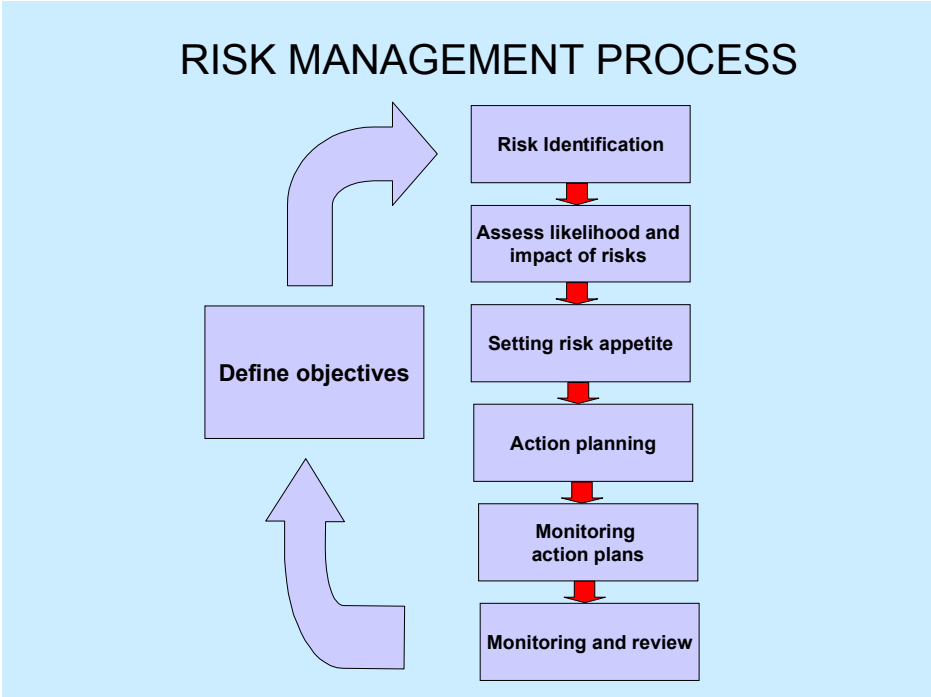 RISK MANAGEMENT PROCESS
Risk Identification
Assess likelihood and
impact of risks
Setting risk appetite
Define objectives
Action planning
Monitoring
action plans
Monitoring and review